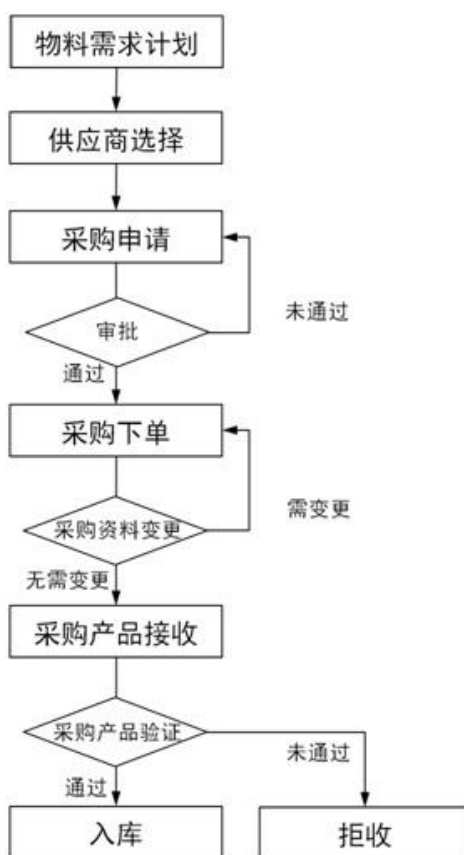 物料需求计划
供应商选择
采购申请
审批
未通过
通过
采购下单
采购资料变更
需变更
无需变更
采购产品接收
采购产品验证
未通过
通过
入库
拒收